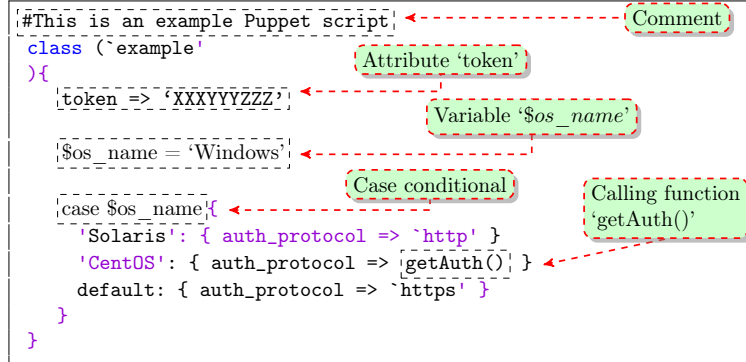 #This is an example Puppet script
Comment
class (`example'
){
Attribute ‘token’
token => ‘XXXYYYZZZ’
Variable ‘$os_name’
$os_name = ‘Windows’
Case conditional
case $os_name{
Calling function
‘getAuth()’
'Solaris': { auth_protocol => `http' }
'CentOS': { auth_protocol => getAuth() }
default: { auth_protocol => `https' }
}
}